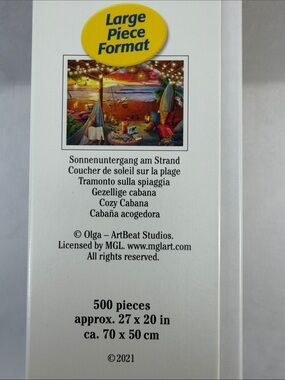 Large
Piece
Format
Sonnenuntergang am Strand
Coucher de soleil sur la plage
Tramonto sulla spiaggia
Gezellige cabana
Cozy Cabana
Cabaña acogedora
© Olga – ArtBeat Studios.
Licensed by MGL. www.mglart.com
All rights reserved.
500 pieces
approx. 27 x 20 in
ca. 70 x 50 cm
© 2021